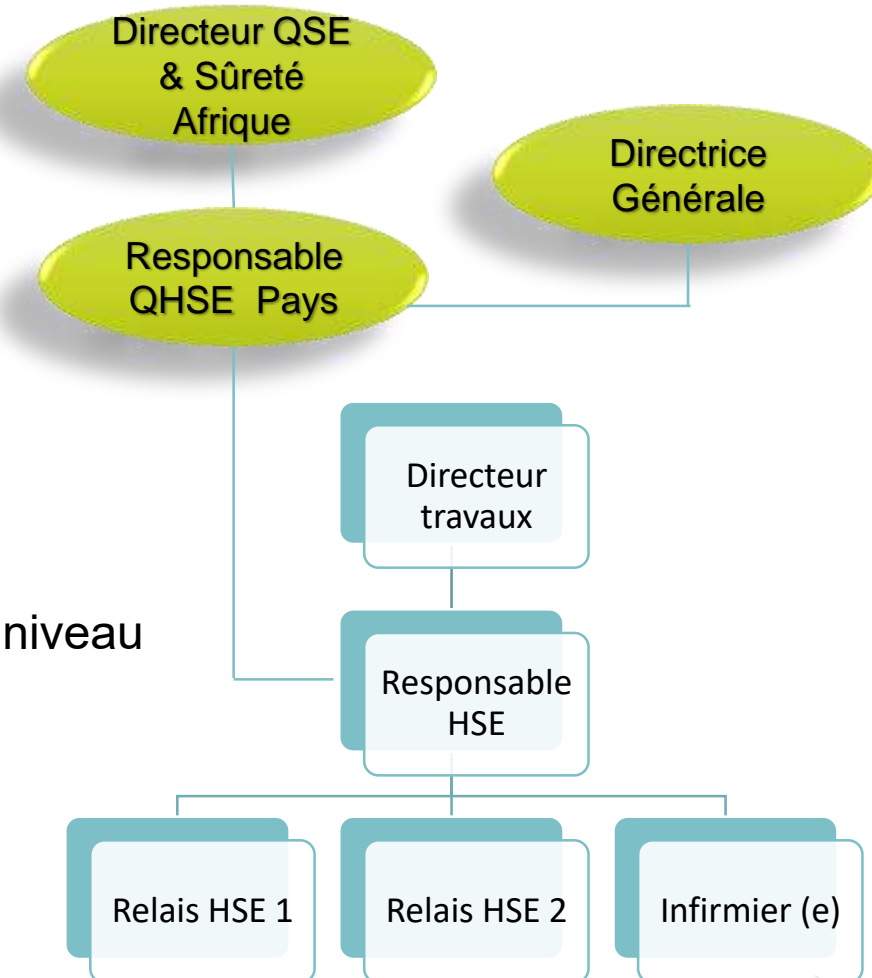 Directeur QSE
& Sûreté
Afrique
Directrice
Générale
Responsable
QHSE Pays
Directeur
travaux
niveau
Responsable
HSE
Relais HSE 1
Relais HSE 2
Infirmier (e)